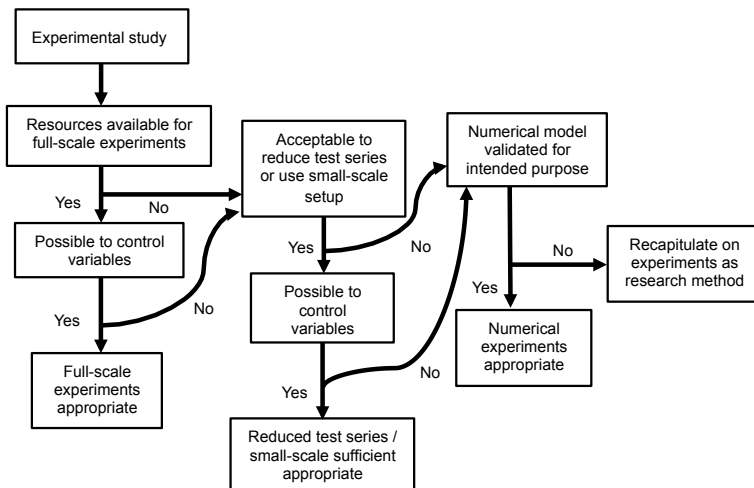 Experimental study
Resources available for
full-scale experiments
Yes
No
Possible to control
variables
Yes
No
Full-scale
experiments
appropriate
Acceptable to
reduce test series
or use small-scale
setup
Yes
No
Possible to
control
variables
Yes
No
Reduced test series /
small-scale sufficient
appropriate
Numerical model
validated for
intended purpose
Yes
No
Numerical
experiments
appropriate
Recapitulate on
experiments as
research method